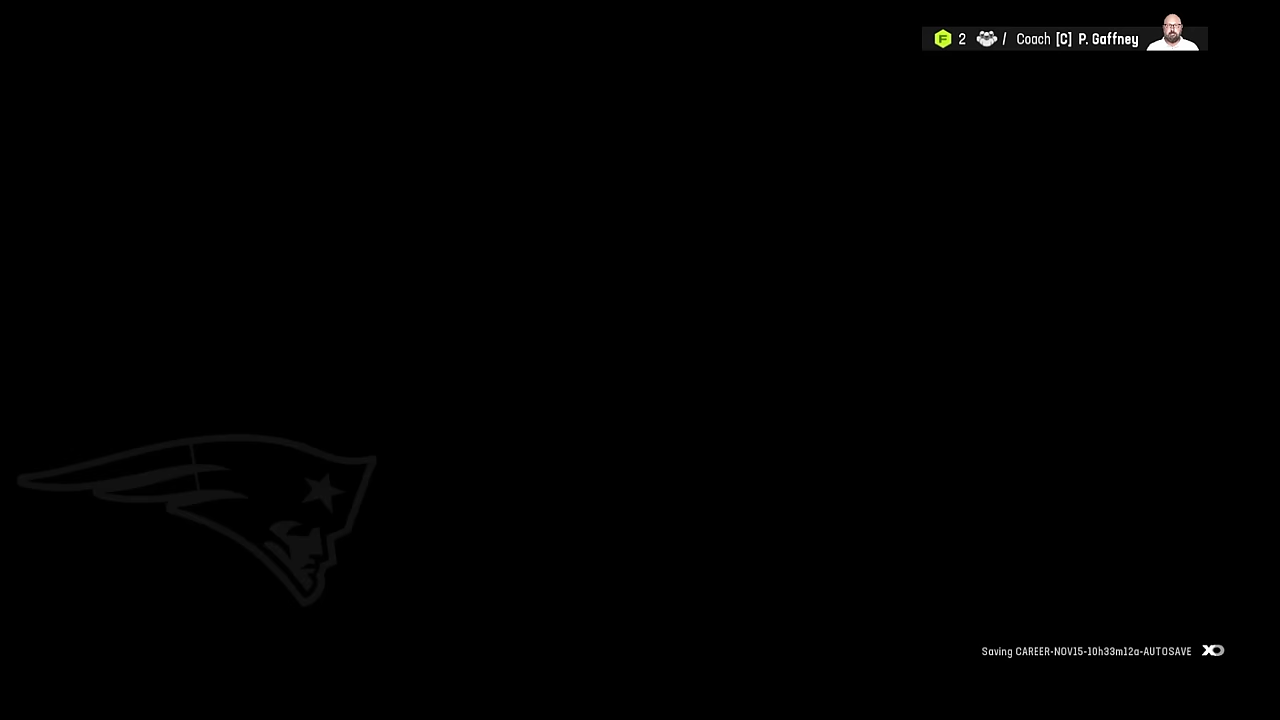 2 / Coach [C] P. Gaffney
Saving CAREER-NOV15-10h33m12a-AUTOSAVE